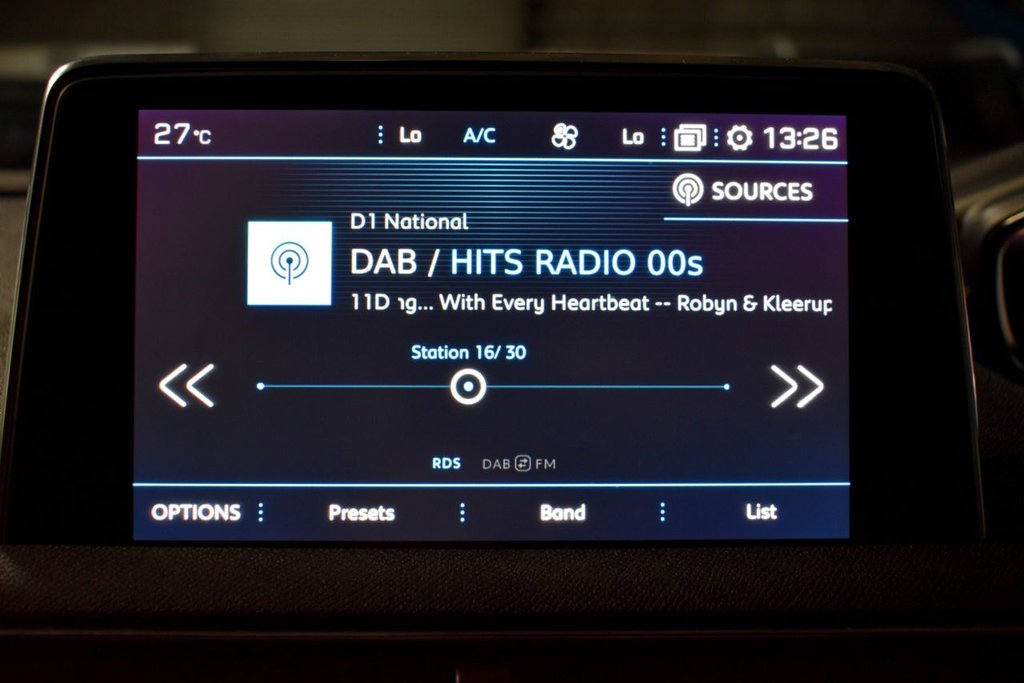 27°C Lo A/C Lo 13:26
SOURCES
D1 National
DAB / HITS RADIO 00s
11D ng... With Every Heartbeat -- Robyn & Kleerup
Station 16/ 30
RDS DAB FM
OPTIONS Presets Band List